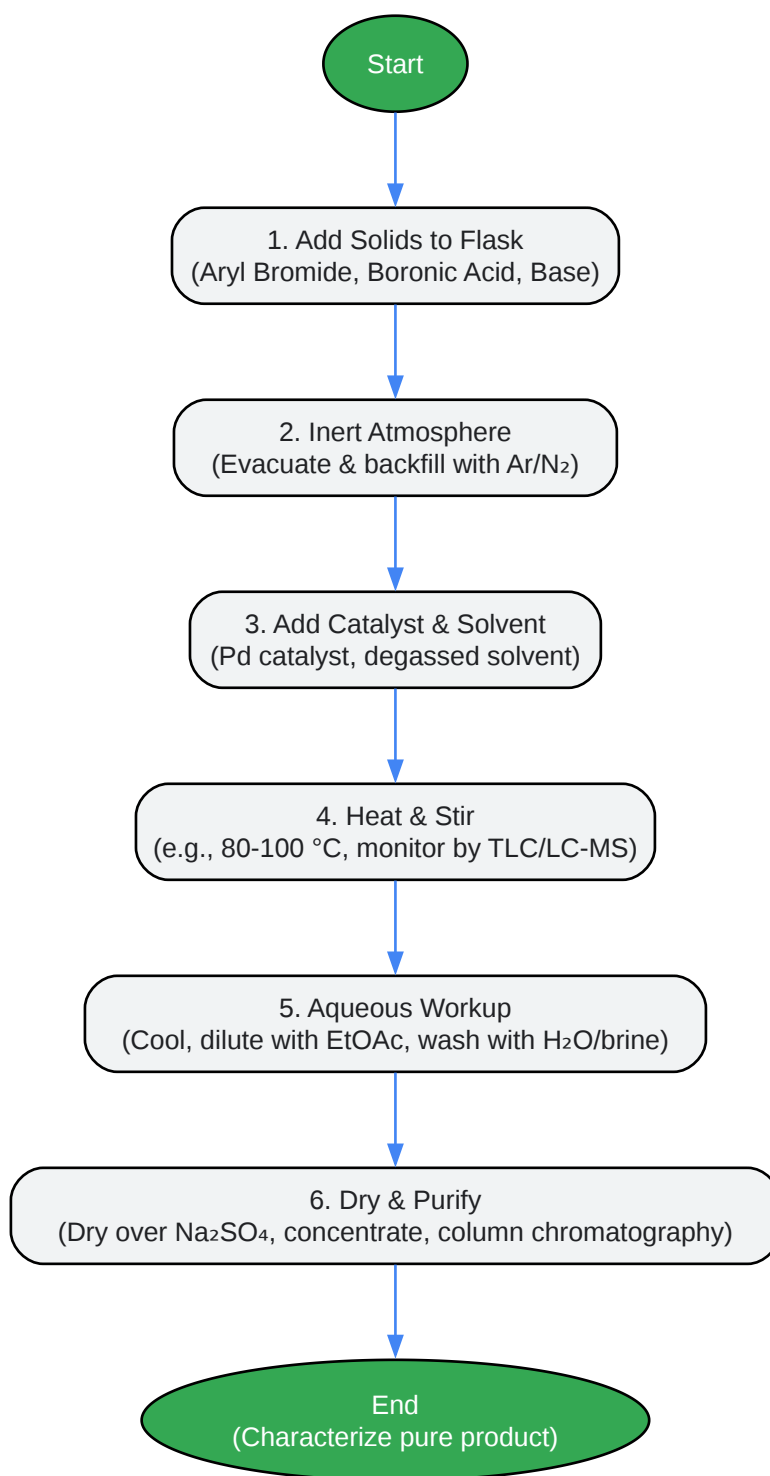 Start
1. Add Solids to Flask
(Aryl Bromide, Boronic Acid, Base)
2. Inert Atmosphere
(Evacuate & backfill with Ar/N₂)
3. Add Catalyst & Solvent
(Pd catalyst, degassed solvent)
4. Heat & Stir
(e.g., 80-100 °C, monitor by TLC/LC-MS)
5. Aqueous Workup
(Cool, dilute with EtOAc, wash with H₂O/brine)
6. Dry & Purify
(Dry over Na₂SO₄, concentrate, column chromatography)
End
(Characterize pure product)